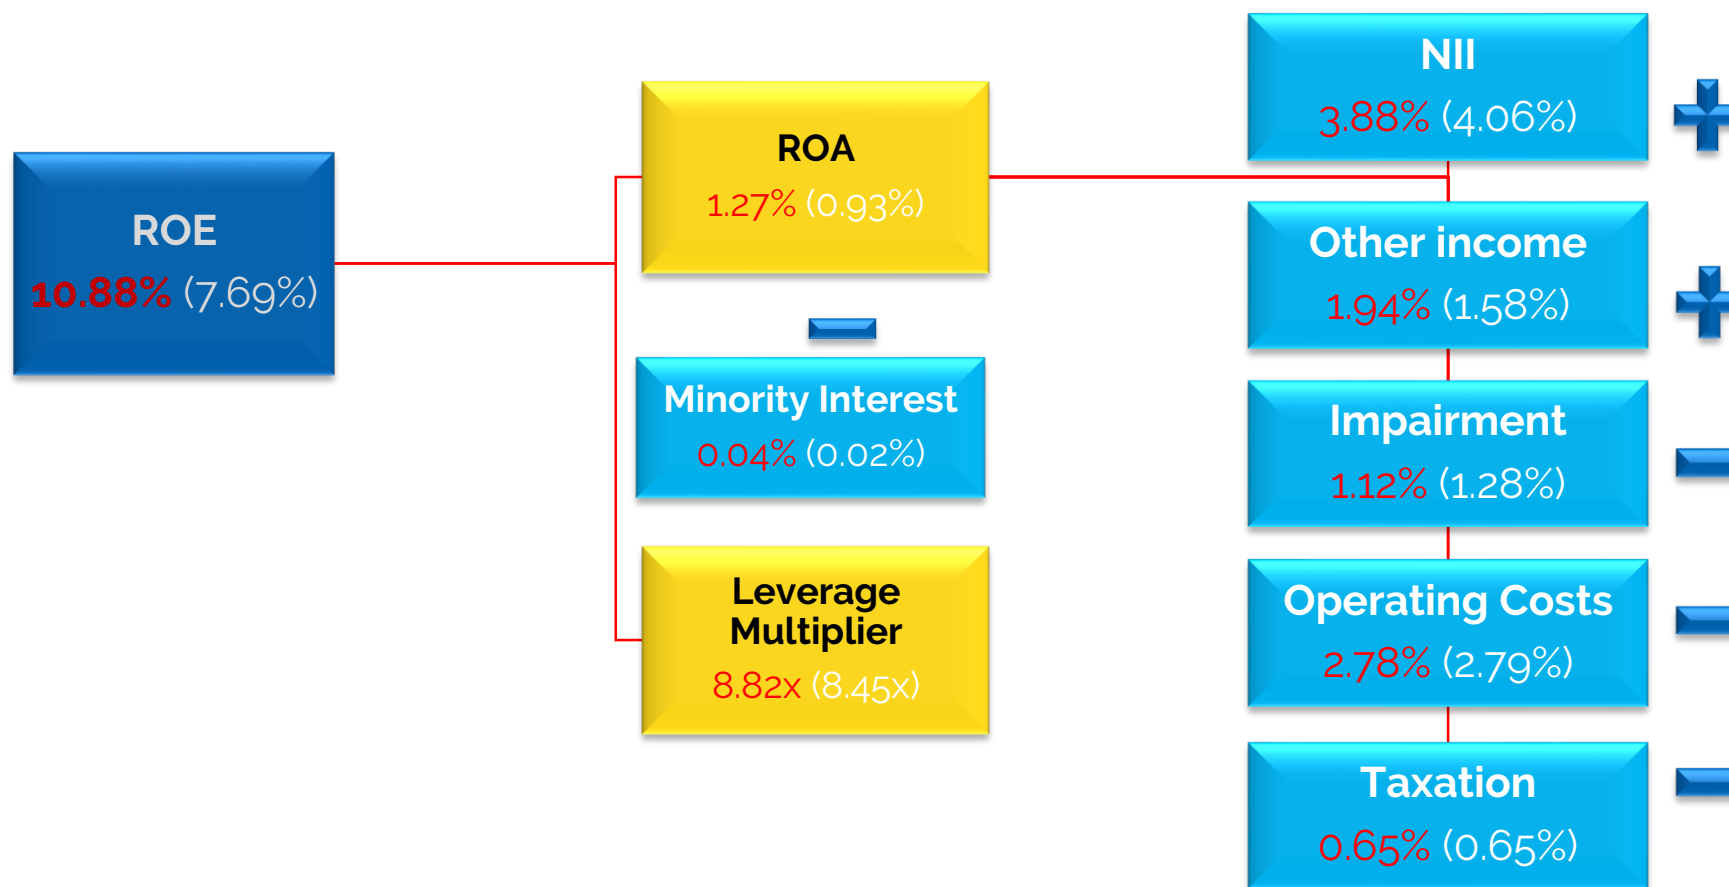 ROE
10.88% (7.69%)
ROA
1.27% (0.93%)
Minority Interest
0.04% (0.02%)
Leverage
Multiplier
8.82x (8.45x)
NII
3.88% (4.06%)
Other income
1.94% (1.58%)
Impairment
1.12% (1.28%)
Operating Costs
2.78% (2.79%)
Taxation
0.65% (0.65%)